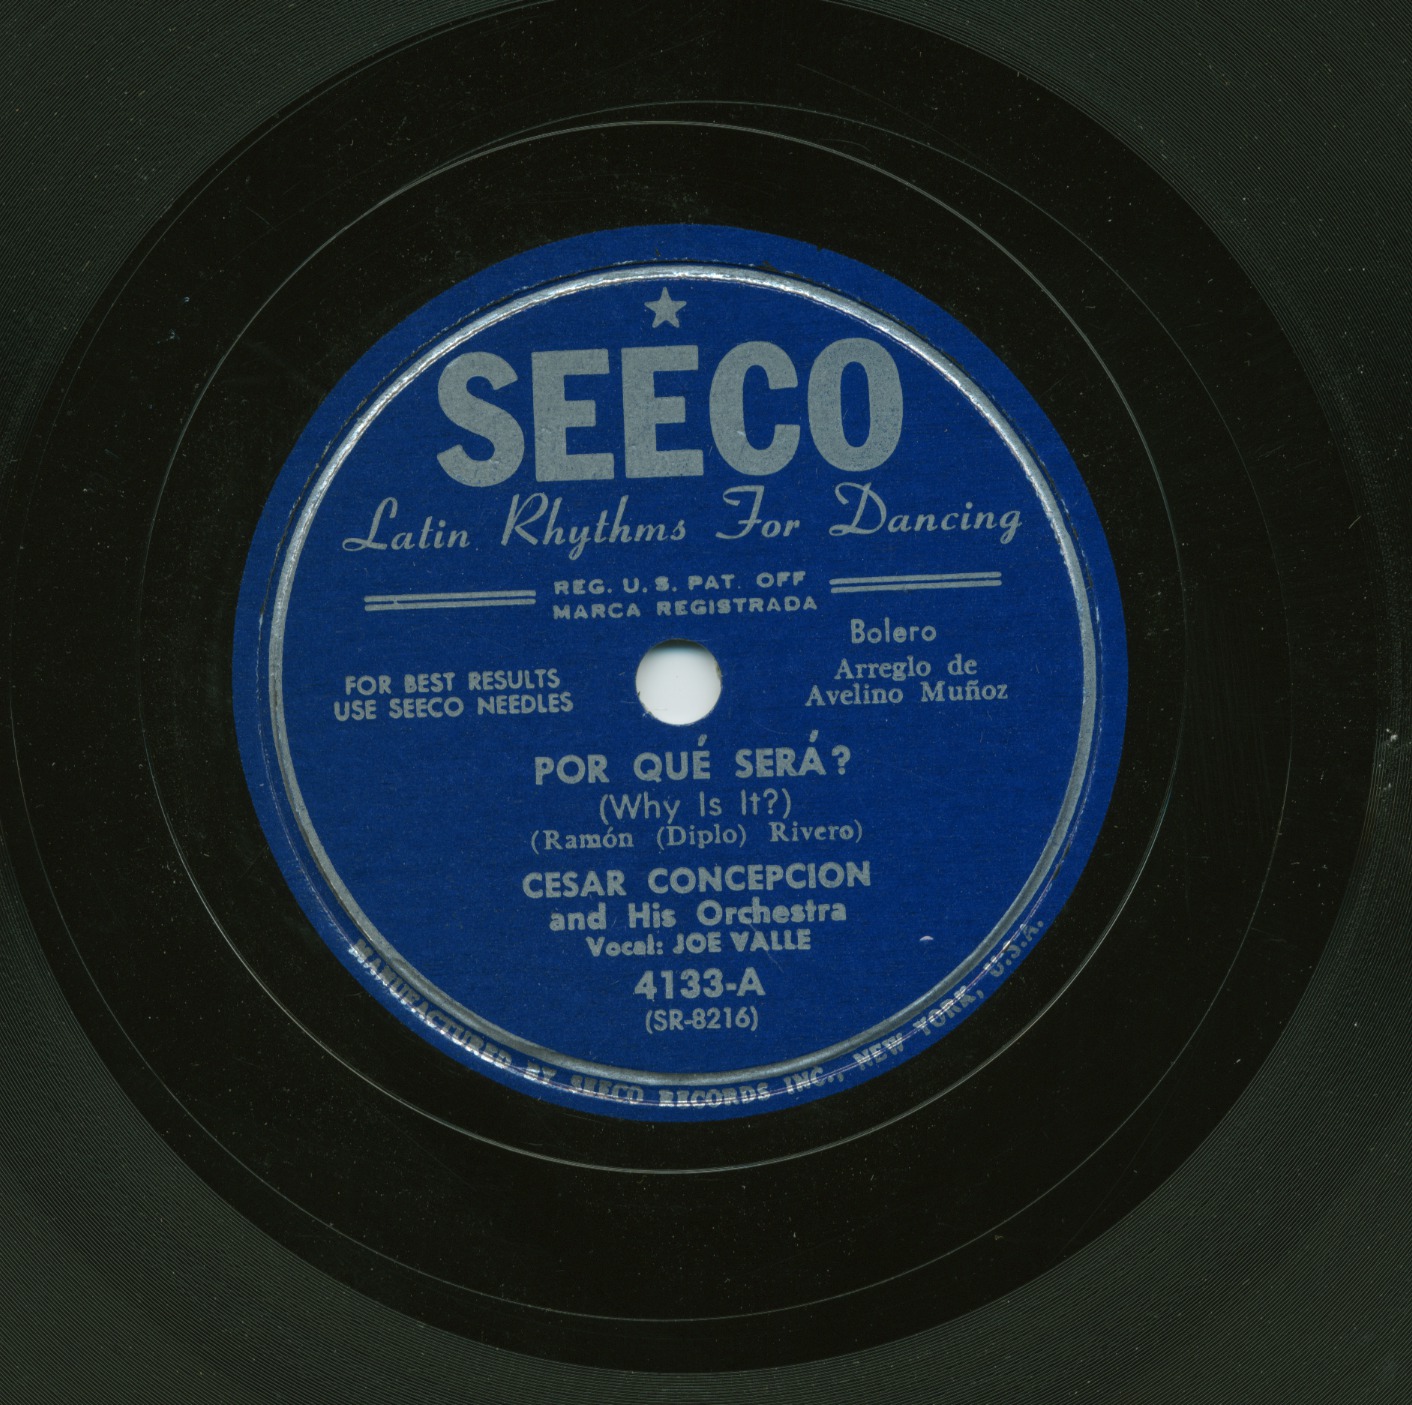 SEECO
Latin Rhythms For Dancing
REG. U. S. PAT. OFF
MARCA REGISTRADA
Bolero
Arreglo de
Avelino Muñoz
FOR BEST RESULTS
USE SEECO NEEDLES
POR QUÉ SERÁ?
(Why Is It?)
(Ramón (Diplo) Rivero)
CESAR CONCEPCION
and His Orchestra
Vocal: JOE VALLE
4133-A
(SR-8216)
MANUFACTURED BY SEECO RECORDS INC., NEW YORK, U.S.A.